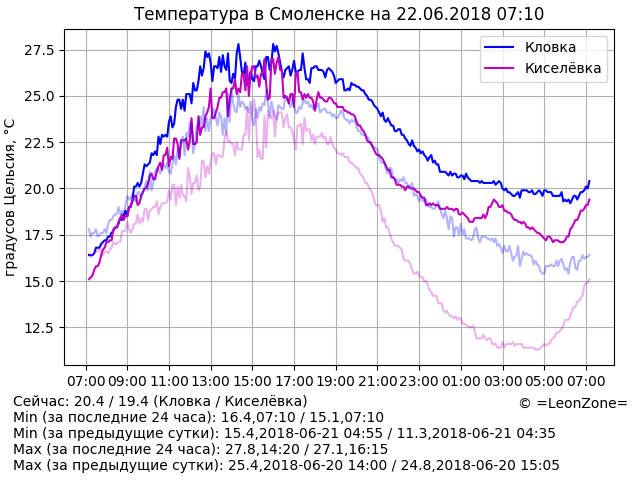 Температура в Смоленске на 22.06.2018 07:10
градусов Цельсия, °C
27.5
25.0
22.5
20.0
17.5
15.0
12.5
Кловка
Киселёвка
07:00 09:00 11:00 13:00 15:00 17:00 19:00 21:00 23:00 01:00 03:00 05:00 07:00
Сейчас: 20.4 / 19.4 (Кловка / Киселёвка)
© =LeonZone=
Min (за последние 24 часа): 16.4,07:10 / 15.1,07:10
Min (за предыдущие сутки): 15.4,2018-06-21 04:55 / 11.3,2018-06-21 04:35
Max (за последние 24 часа): 27.8,14:20 / 27.1,16:15
Max (за предыдущие сутки): 25.4,2018-06-20 14:00 / 24.8,2018-06-20 15:05